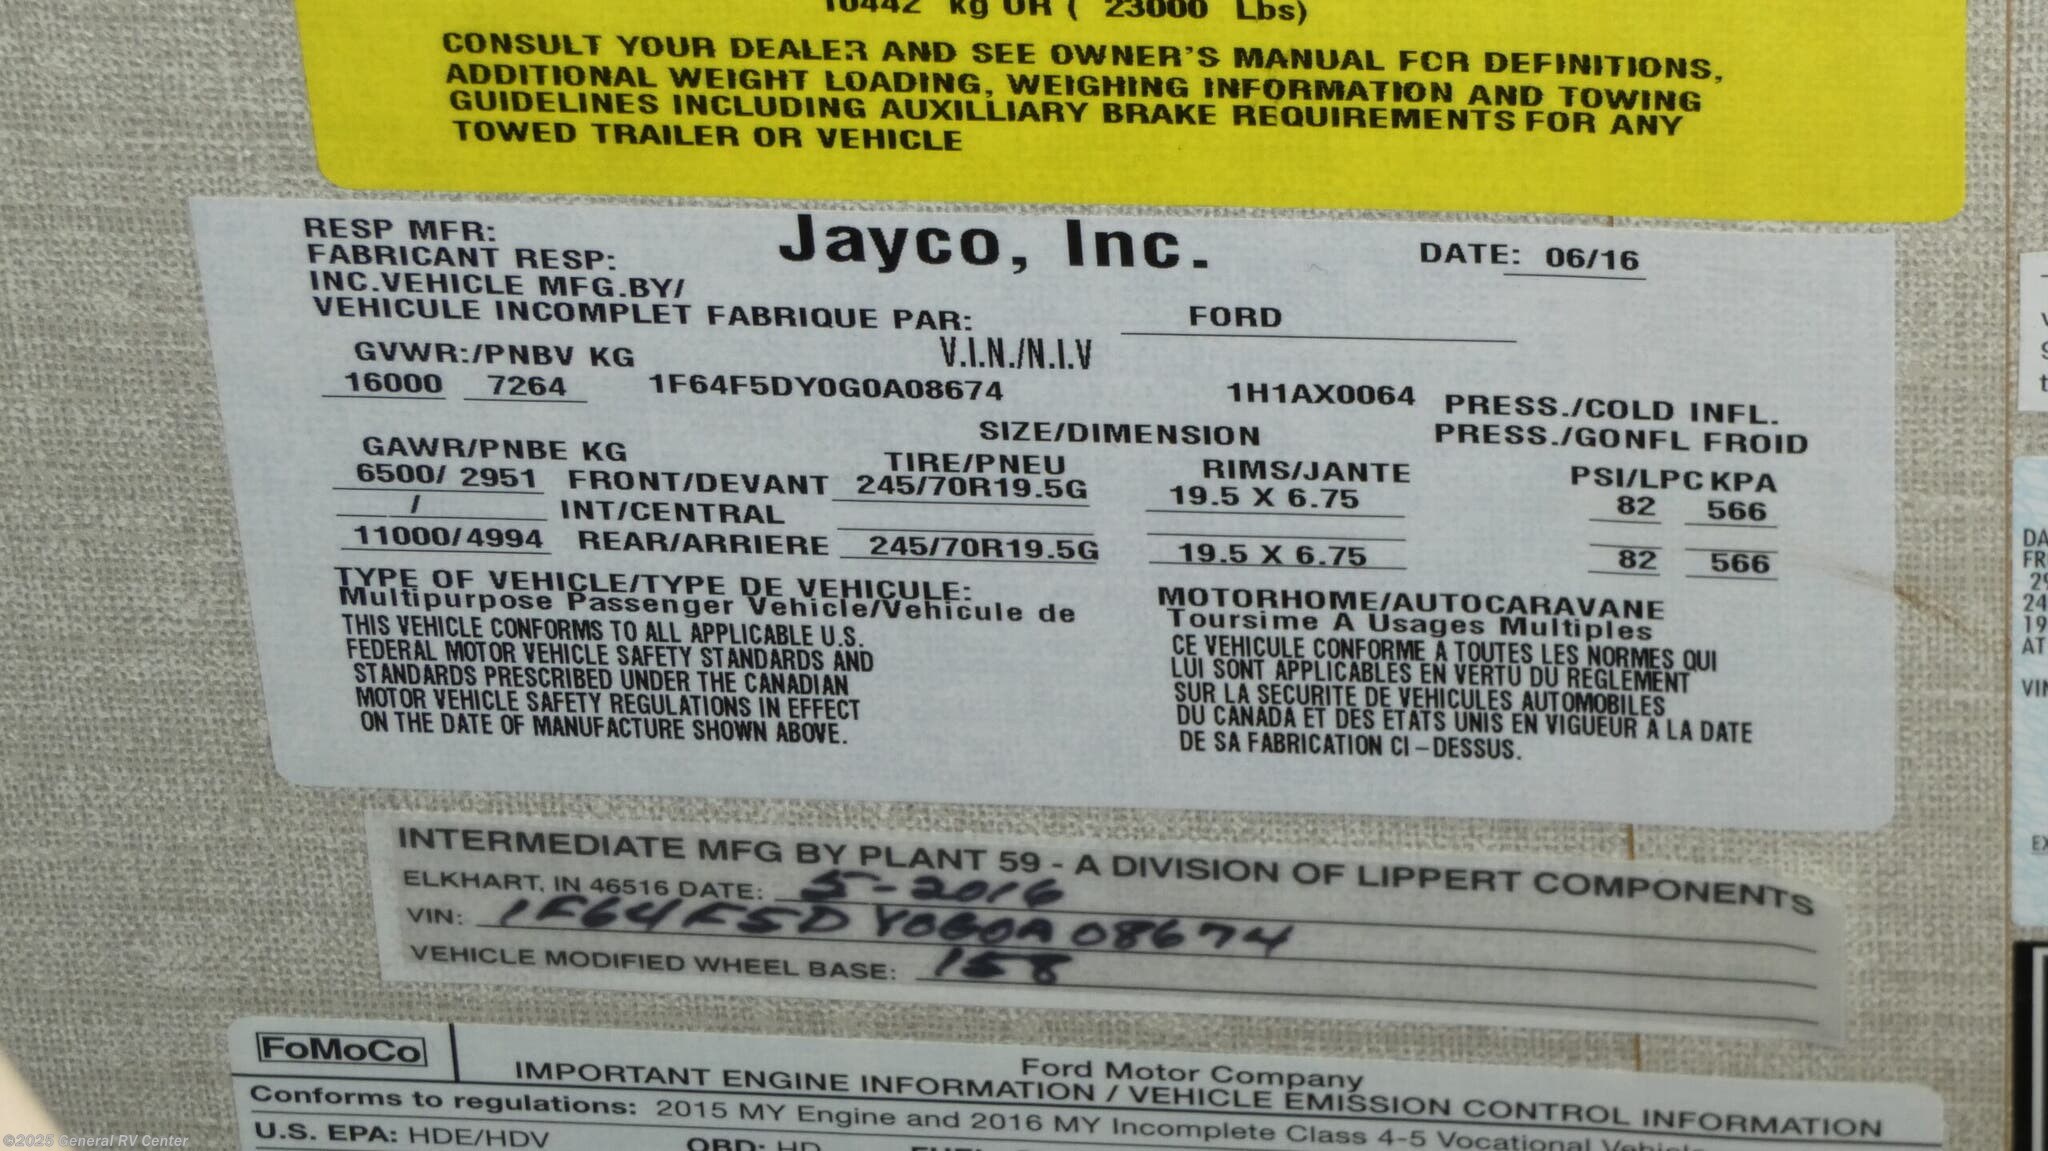 10442 kg OR ( 23000 Lbs)
CONSULT YOUR DEALER AND SEE OWNER'S MANUAL FOR DEFINITIONS,
ADDITIONAL WEIGHT LOADING, WEIGHING INFORMATION AND TOWING
GUIDELINES INCLUDING AUXILLIARY BRAKE REQUIREMENTS FOR ANY
TOWED TRAILER OR VEHICLE
RESP MFR: Jayco, Inc. DATE: 06/16
FABRICANT RESP:
INC.VEHICLE MFG.BY/
VEHICULE INCOMPLET FABRIQUE PAR: FORD
GVWR:/PNBV KG V.I.N./N.I.V
16000 7264 1F64F5DY0G0A08674 1H1AX0064 PRESS./COLD INFL.
SIZE/DIMENSION PRESS./GONFL FROID
GAWR/PNBE KG TIRE/PNEU RIMS/JANTE PSI/LPC KPA
6500/ 2951 FRONT/DEVANT 245/70R19.5G 19.5 X 6.75 82 566
/ INT/CENTRAL
11000/4994 REAR/ARRIERE 245/70R19.5G 19.5 X 6.75 82 566
TYPE OF VEHICLE/TYPE DE VEHICULE: MOTORHOME/AUTOCARAVANE
Multipurpose Passenger Vehicle/Vehicule de Toursime A Usages Multiples
THIS VEHICLE CONFORMS TO ALL APPLICABLE U.S.
FEDERAL MOTOR VEHICLE SAFETY STANDARDS AND
STANDARDS PRESCRIBED UNDER THE CANADIAN
MOTOR VEHICLE SAFETY REGULATIONS IN EFFECT
ON THE DATE OF MANUFACTURE SHOWN ABOVE.
CE VEHICULE CONFORME A TOUTES LES NORMES QUI
LUI SONT APPLICABLES EN VERTU DU REGLEMENT
SUR LA SECURITE DE VEHICULES AUTOMOBILES
DU CANADA ET DES ETATS UNIS EN VIGUEUR A LA DATE
DE SA FABRICATION CI-DESSUS.
INTERMEDIATE MFG BY PLANT 59 - A DIVISION OF LIPPERT COMPONENTS
ELKHART, IN 46516 DATE: 5-2016
VIN: 1F64F5DY0G0A08674
VEHICLE MODIFIED WHEEL BASE: 158
FoMoCo
Ford Motor Company
IMPORTANT ENGINE INFORMATION / VEHICLE EMISSION CONTROL INFORMATION
Conforms to regulations: 2015 MY Engine and 2016 MY Incomplete Class 4-5 Vocational
U.S. EPA: HDE/HDV
©2025 General RV Center